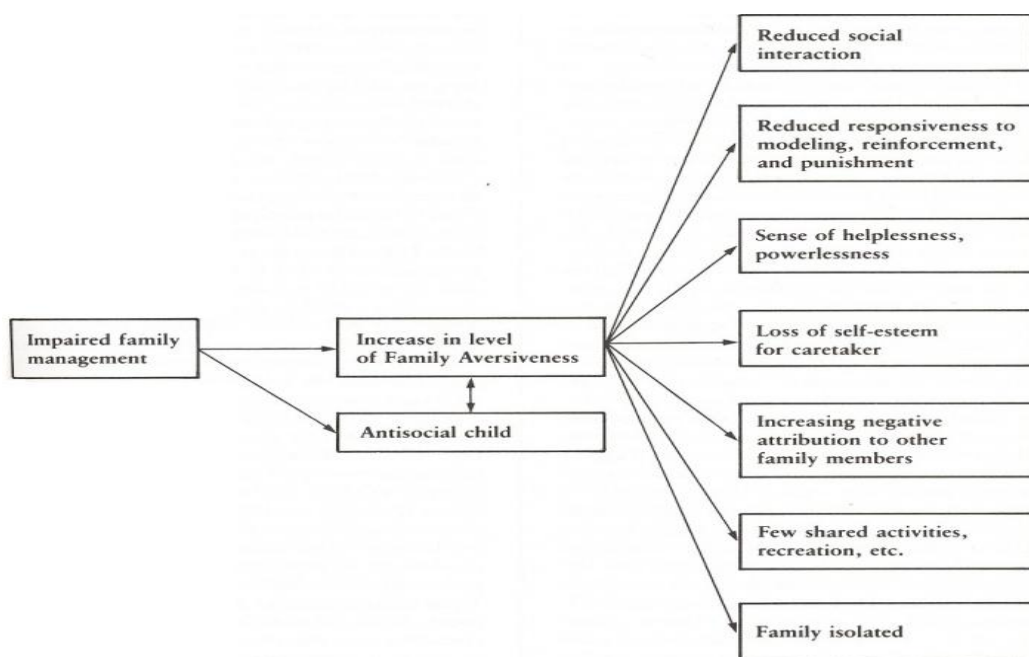 Reduced social
interaction
Reduced responsiveness to
modeling, reinforcement,
and punishment
Sense of helplessness,
powerlessness
Impaired family
management
Increase in level
of Family Aversiveness
Loss of self-esteem
for caretaker
Antisocial child
Increasing negative
attribution to other
family members
Few shared activities,
recreation, etc.
Family isolated